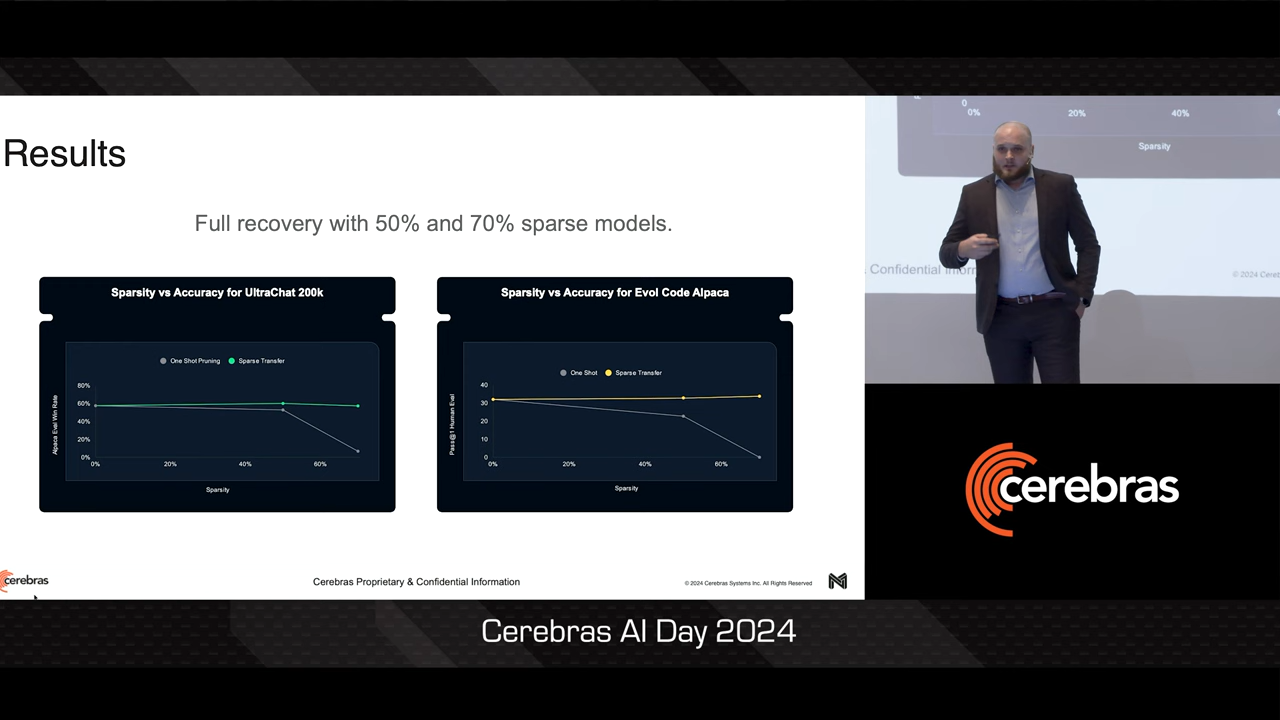 Results
Full recovery with 50% and 70% sparse models.
Sparsity vs Accuracy for UltraChat 200k
One Shot Pruning
Sparse Transfer
Alpaca Eval Win Rate
80%
60%
40%
20%
0%
0%
20%
40%
60%
Sparsity
Sparsity vs Accuracy for Evol Code Alpaca
One Shot
Sparse Transfer
Pass@1 Human Eval
40
30
20
10
0
0%
20%
40%
60%
Sparsity
cerebras
Cerebras Proprietary & Confidential Information
© 2024 Cerebras Systems Inc. All Rights Reserved
0
0%
20%
40%
Sparsity
Confidential Inform
© 2024 Cereb
cerebras
Cerebras AI Day 2024